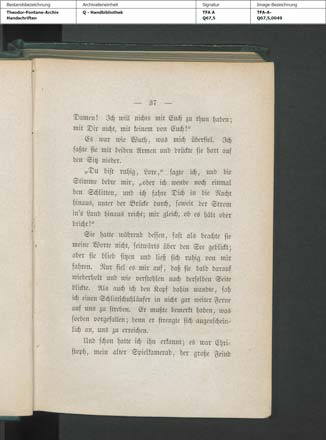 Bestandsbezeichnung Archivalieneinheit Signatur Image-Bezeichnung
Theodor-Fontane-Archiv Q - Handbibliothek TFA A TFA-A-
Handschriften Q67,5 Q67,5,0049
— 37 —
Damen! Ich will nichts mit Euch zu thun haben;
mit Dir nicht, mit keinem von Euch!“
Es war wie Wuth, was mich überfiel. Ich
faßte sie mit beiden Armen und drückte sie hart auf
den Sitz nieder.
„Du bist ruhig, Lore,“ sagte ich, und die
Stimme bebte mir, „oder ich wende noch einmal
den Schlitten, und ich fahre Dich in die Nacht
hinaus, unter der Brücke durch, soweit der Strom
in's Land hinaus reicht; mir gleich, ob es hält oder
bricht!“
Sie hatte während dessen, fast als beachte sie
meine Worte nicht, seitwärts über den See geblickt;
aber sie blieb sitzen und ließ sich ruhig von mir
fahren. Nur fiel es mir auf, daß sie bald darauf
wiederholt und wie verstohlen nach derselben Seite
blickte. Als auch ich den Kopf dahin wandte, sah
ich einen Schlittschuhläufer in nicht gar weiter Ferne
auf uns zu streben. Er mußte bemerkt haben, was
soeben vorgefallen; denn er strengte sich augenschein-
lich an, uns zu erreichen.
Und schon hatte ich ihn erkannt; es war Chri-
stoph, mein alter Spielkamerad, der große Feind